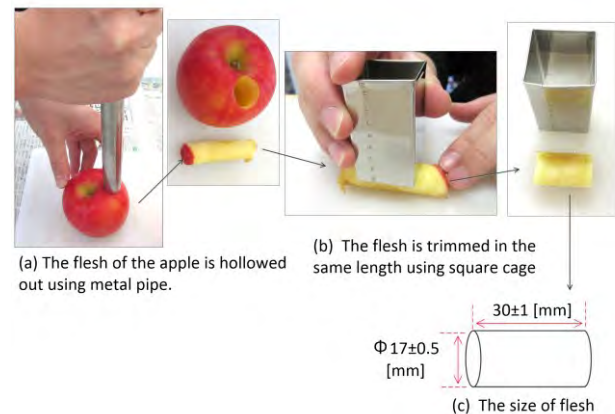 (a) The flesh of the apple is hollowed
out using metal pipe.
(b) The flesh is trimmed in the
same length using square cage
30±1 [mm]
Φ17±0.5
[mm]
(c) The size of flesh